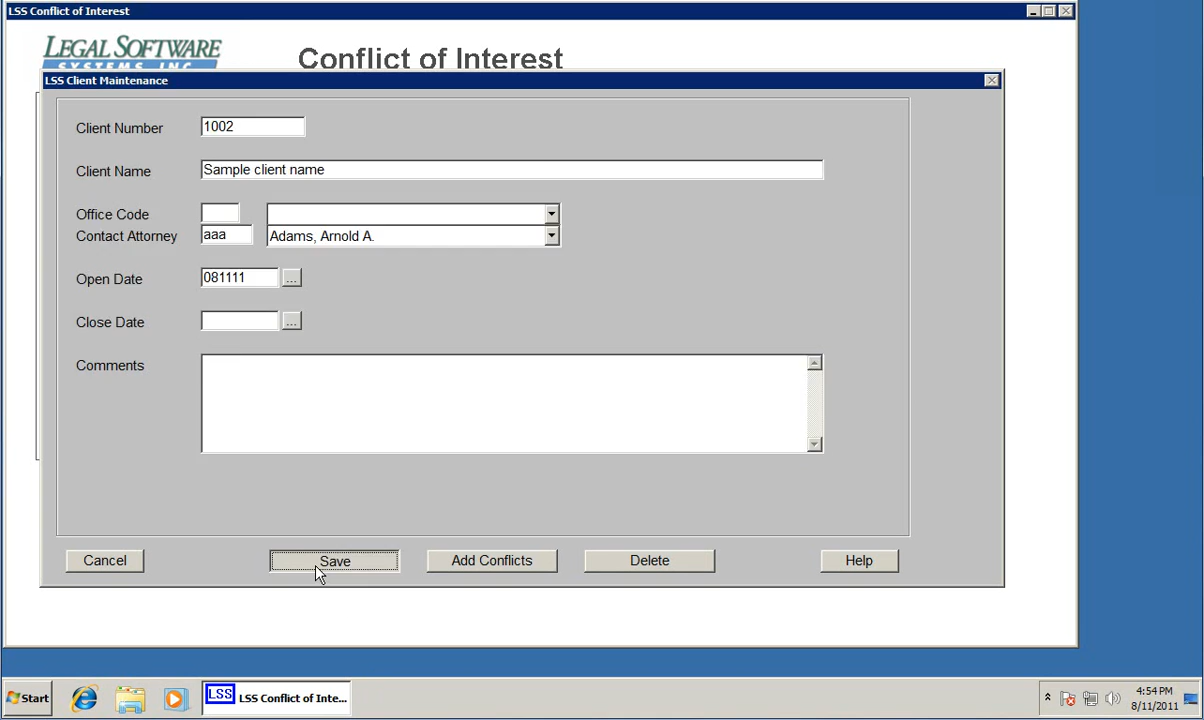 LSS Conflict of Interest
LEGAL SOFTWARE
SYSTEMS, INC.
Conflict of Interest
LSS Client Maintenance
Client Number 1002
Client Name Sample client name
Office Code
Contact Attorney aaa Adams, Arnold A.
Open Date 081111 ...
Close Date ...
Comments
Cancel Save Add Conflicts Delete Help
Start LSS LSS Conflict of Inte... 4:54 PM
8/11/2011